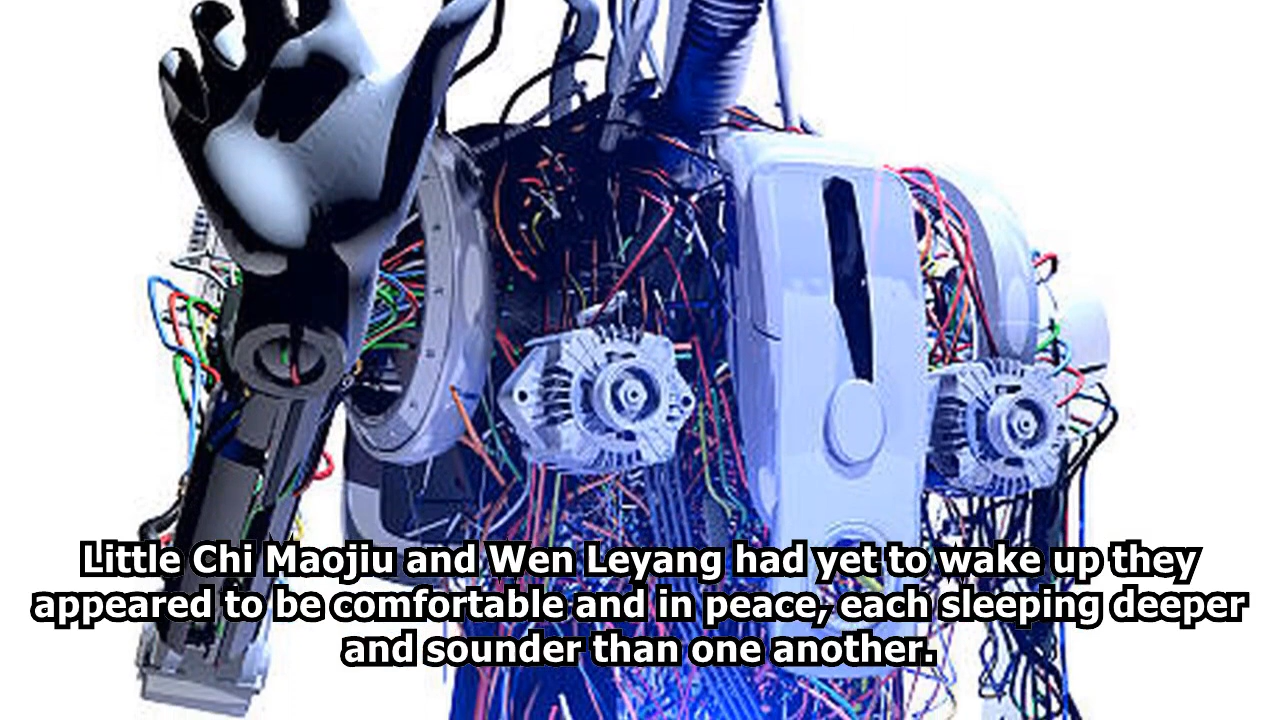 Little Chi Maojiu and Wen Leyang had yet to wake up they
appeared to be comfortable and in peace, each sleeping deeper
and sounder than one another.